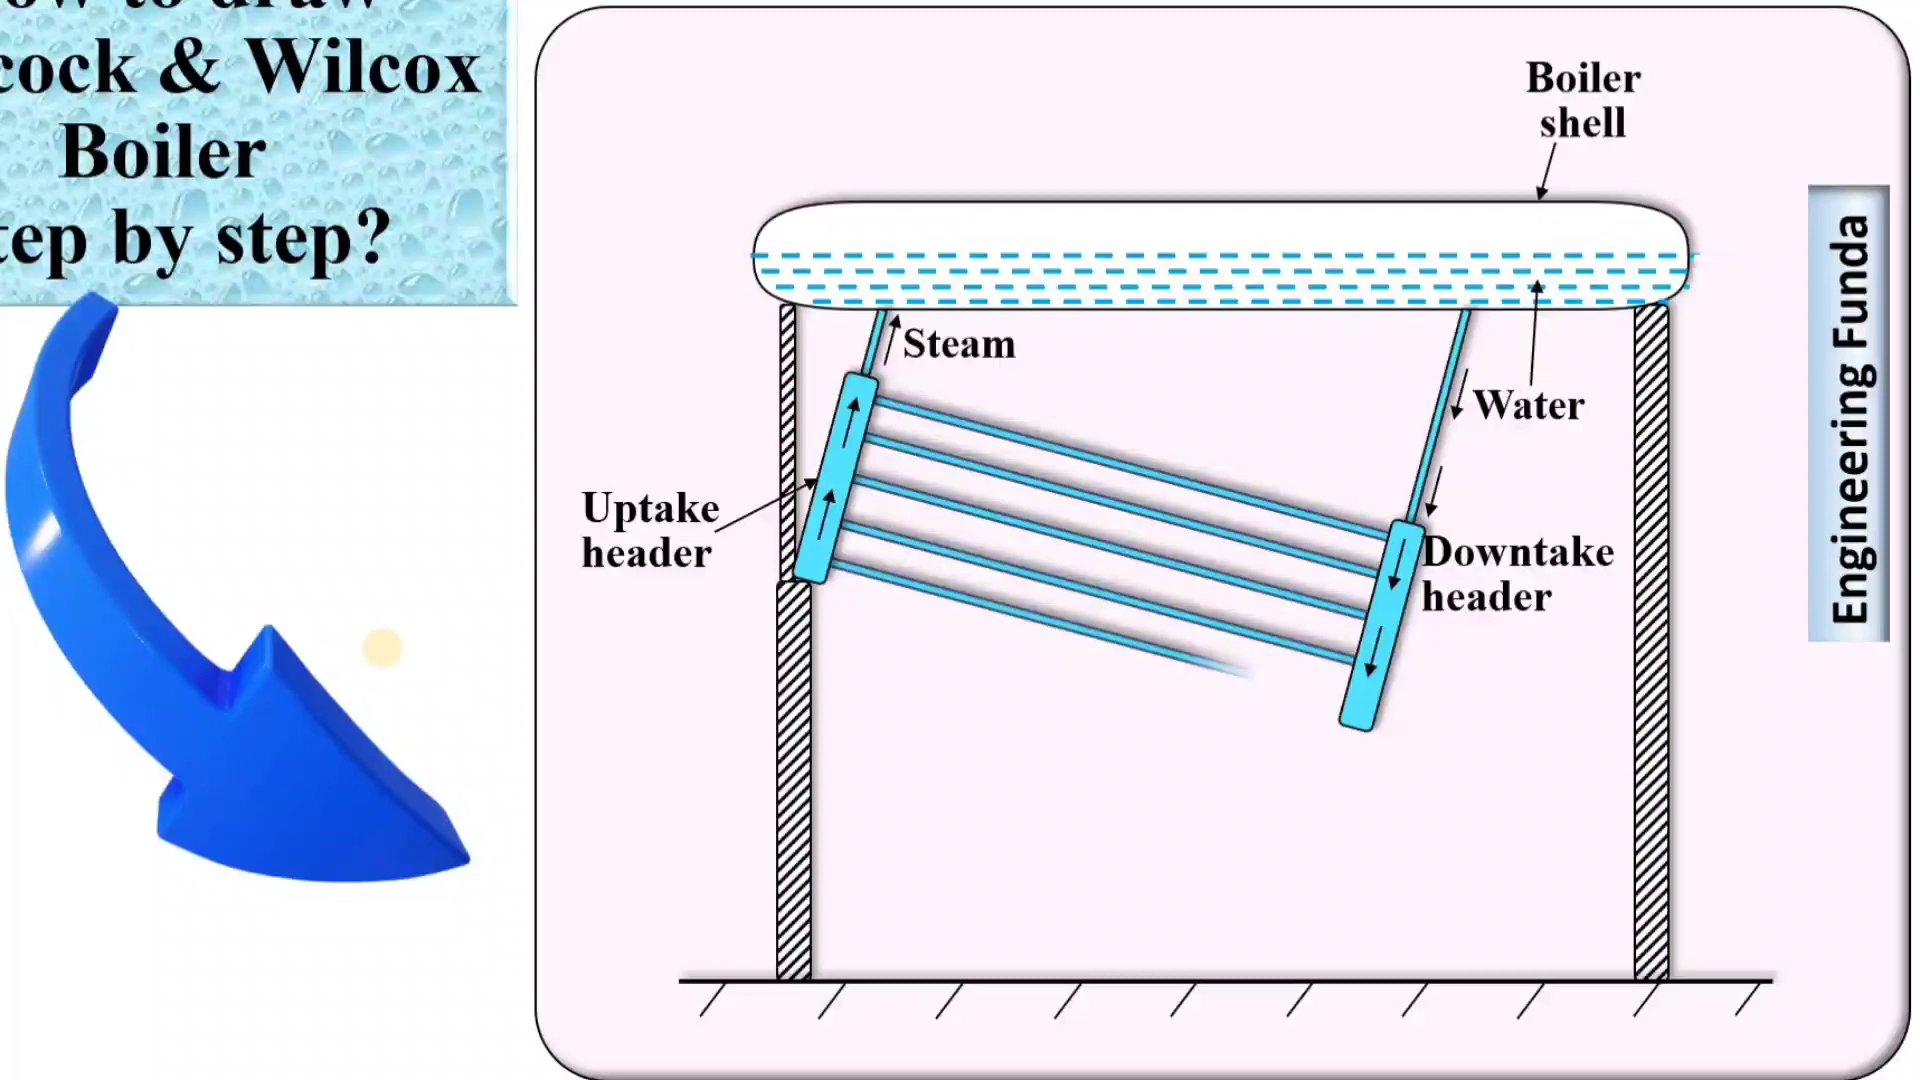 cock & Wilcox
Boiler
tep by step?
Boiler
shell
Steam
Water
Uptake
header
Downtake
header
Engineering Funda